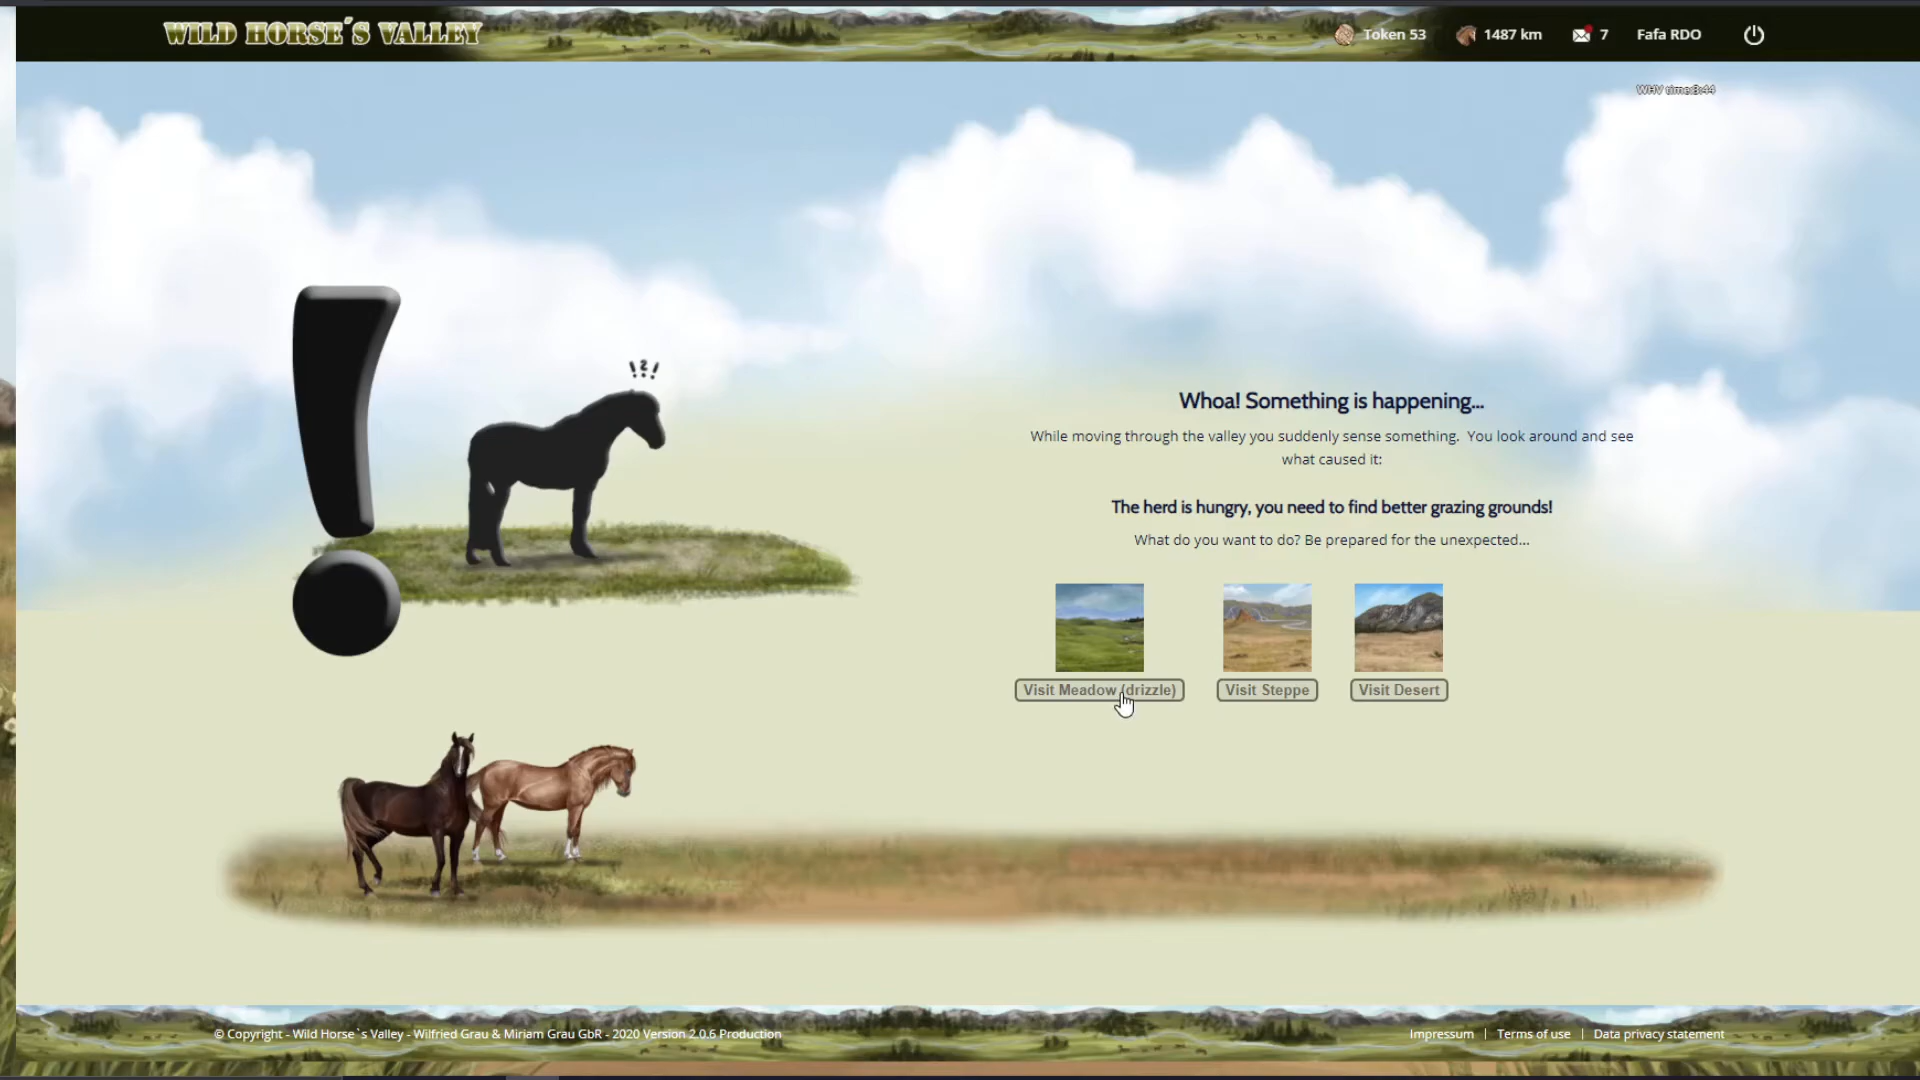 WILD HORSE´S VALLEY
Token 53
1487 km
7
Fafa RDO
WHV time:3:44
!?!
Whoa! Something is happening...
While moving through the valley you suddenly sense something. You look around and see
what caused it:
The herd is hungry, you need to find better grazing grounds!
What do you want to do? Be prepared for the unexpected...
Visit Meadow (drizzle)
Visit Steppe
Visit Desert
© Copyright - Wild Horse`s Valley - Wilfried Grau & Miriam Grau GbR - 2020 Version 2.0.6 Production
Impressum | Terms of use | Data privacy statement